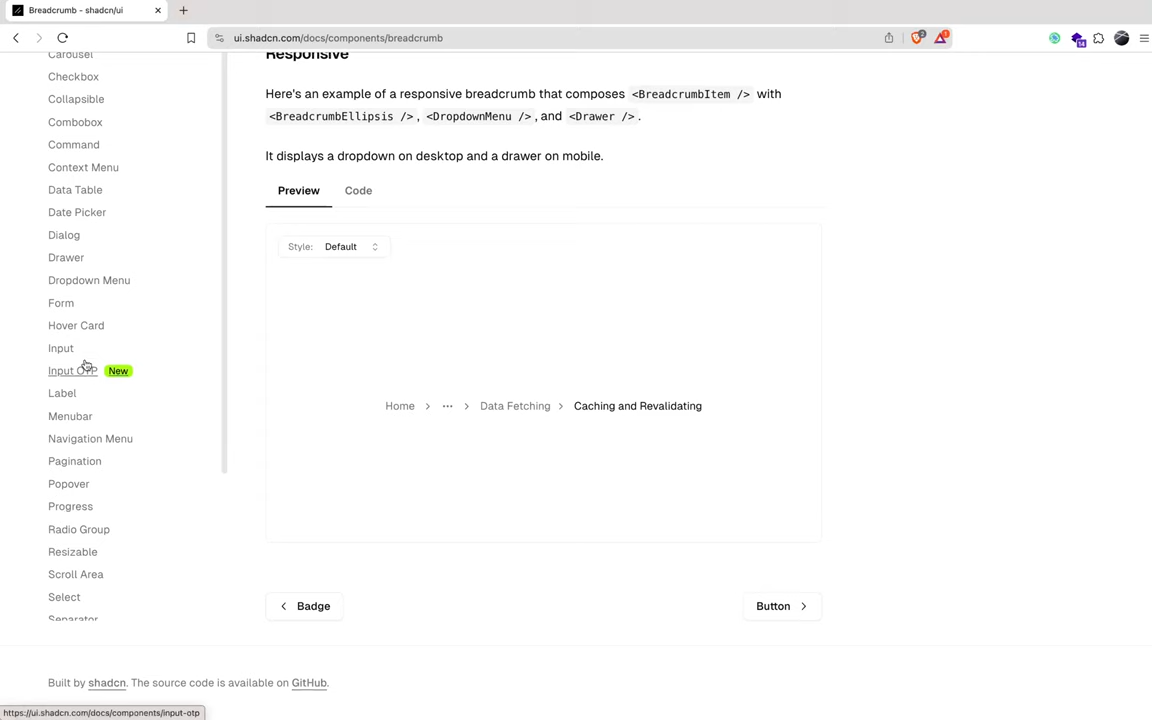 Breadcrumb - shadcn/ui
ui.shadcn.com/docs/components/breadcrumb
2
1
14
Carousel
Checkbox
Collapsible
Combobox
Command
Context Menu
Data Table
Date Picker
Dialog
Drawer
Dropdown Menu
Form
Hover Card
Input
Input OTP New
Label
Menubar
Navigation Menu
Pagination
Popover
Progress
Radio Group
Resizable
Scroll Area
Select
Separator
Responsive
Here's an example of a responsive breadcrumb that composes <BreadcrumbItem /> with
<BreadcrumbEllipsis />, <DropdownMenu />, and <Drawer />.
It displays a dropdown on desktop and a drawer on mobile.
Preview Code
Style: Default
Home > ... > Data Fetching > Caching and Revalidating
Badge
Button
Built by shadcn. The source code is available on GitHub.
https://ui.shadcn.com/docs/components/input-otp